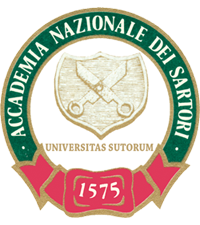 · ACCADEMIA NAZIONALE DEI SARTORI ·
UNIVERSITAS SUTORUM
1575